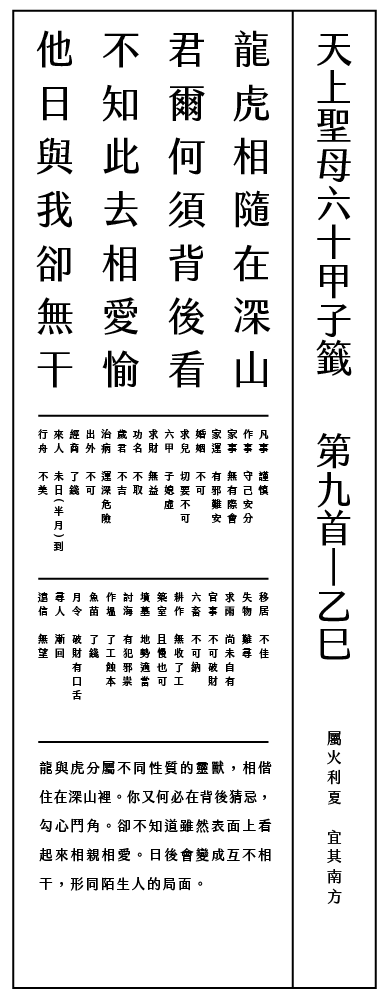 天上聖母六十甲子籤　第九首｜乙巳
屬火利夏　宜其南方
龍虎相隨在深山
君爾何須背後看
不知此去相愛愉
他日與我卻無干
凡事　謹慎
作事　守己安分
家事　無有際會
家運　有邪難安
婚姻　不可
求兒　切要不可
六甲　子媳虛
求財　無益
功名　不取
歲君　不吉
治病　運深危險
出外　不可
經商　了錢
來人　未日(半月)到
行舟　不美
移居　不佳
失物　難尋
求雨　尚未自有
官事　不可破財
六畜　不可納
耕作　無收了工
築室　且慢也可
墳墓　地勢適當
討海　有犯邪祟
作塭　了工蝕本
魚苗　了錢
月令　破財有口舌
尋人　漸回
遠信　無望
龍與虎分屬不同性質的靈獸，相偕
住在深山裡。你又何必在背後猜忌，
勾心鬥角。卻不知道雖然表面上看
起來相親相愛。日後會變成互不相
干，形同陌生人的局面。